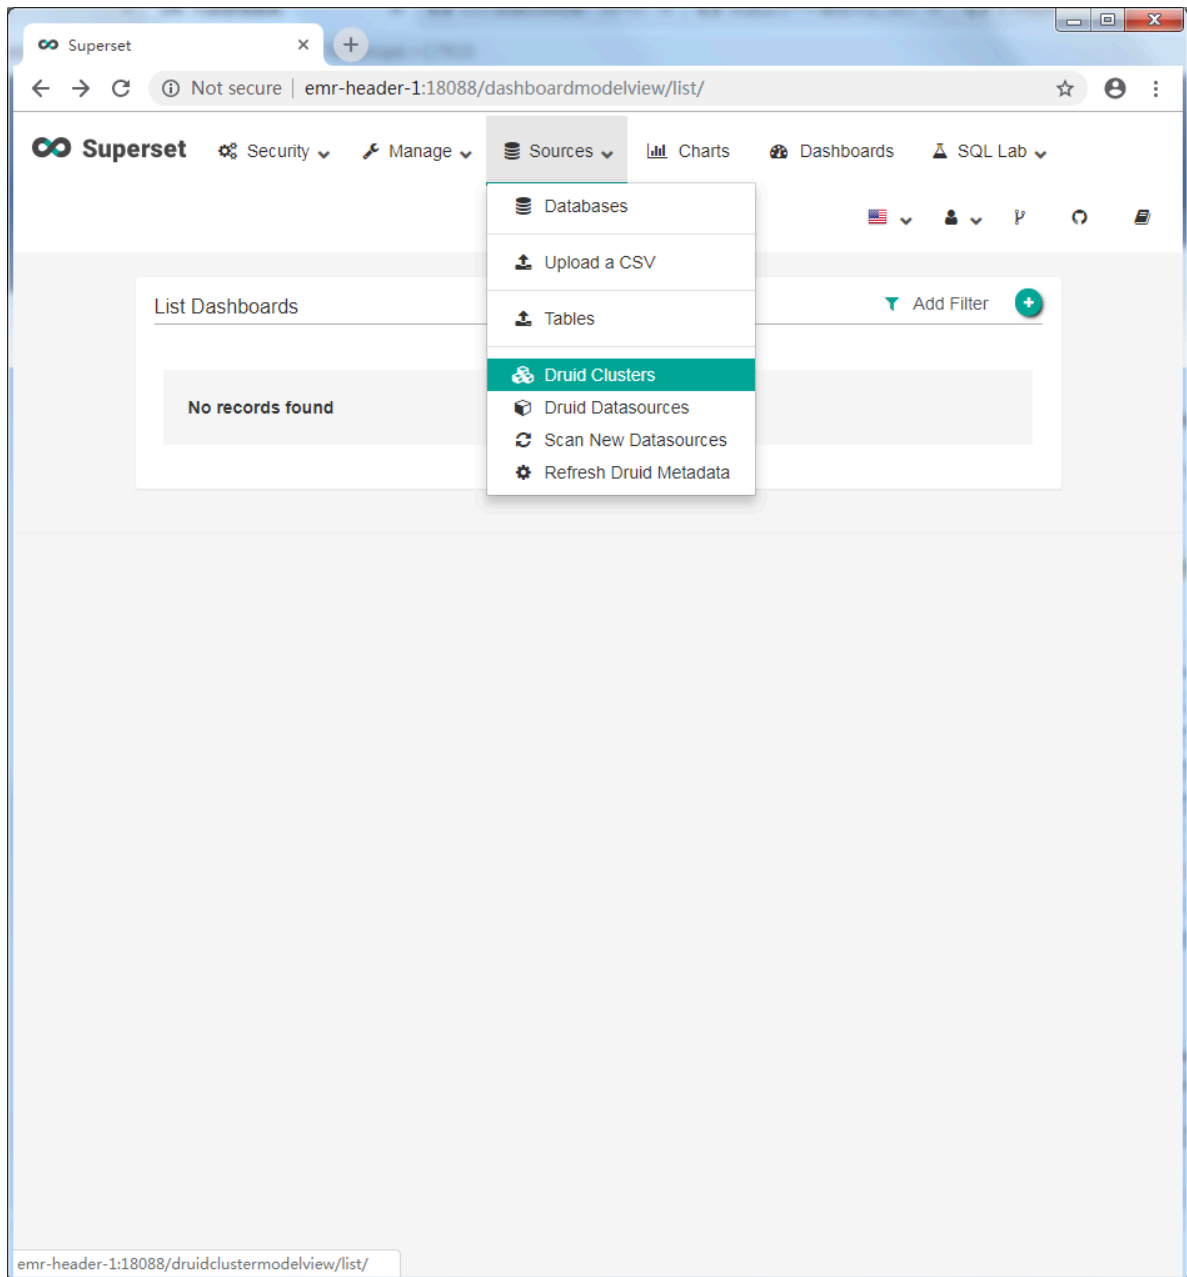 Superset
Not secure | emr-header-1:18088/dashboardmodelview/list/
Superset Security Manage Sources Charts Dashboards SQL Lab
Databases
Upload a CSV
List Dashboards Add Filter
Tables
Druid Clusters
No records found
Druid Datasources
Scan New Datasources
Refresh Druid Metadata
emr-header-1:18088/druidclustermodelview/list/